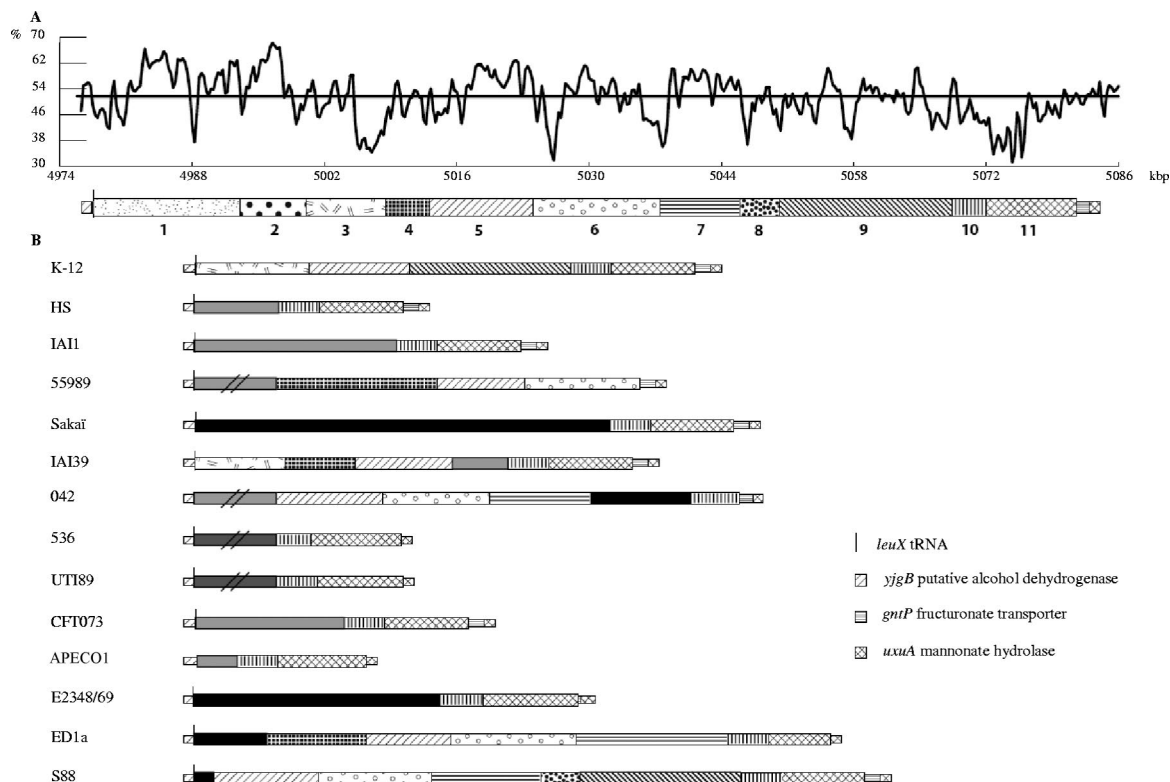 A
%
70
62
54
46
38
30
4974 4988 5002 5016 5030 5044 5058 5072 5086 kbp
1 2 3 4 5 6 7 8 9 10 11
B
K-12
HS
IAI1
55989
Sakaï
IAI39
042
536
UTI89
CFT073
APECO1
E2348/69
ED1a
S88
leuX tRNA
yjgB putative alcohol dehydrogenase
gntP fructuronate transporter
uxuA mannonate hydrolase